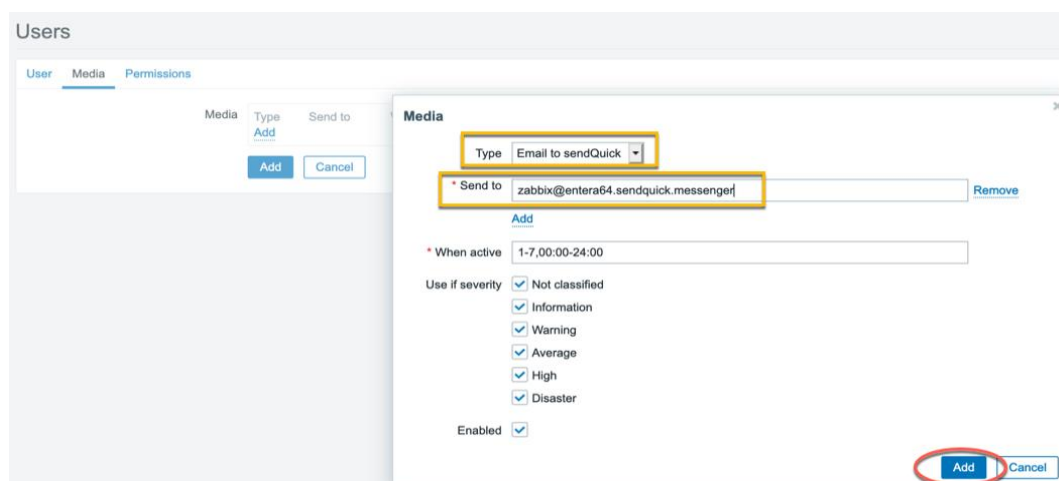 Users
User Media Permissions
Media Type Send to
Add
Add Cancel
Media
Type Email to sendQuick
* Send to zabbix@entera64.sendquick.messenger Remove
Add
* When active 1-7,00:00-24:00
Use if severity Not classified
Information
Warning
Average
High
Disaster
Enabled
Add Cancel